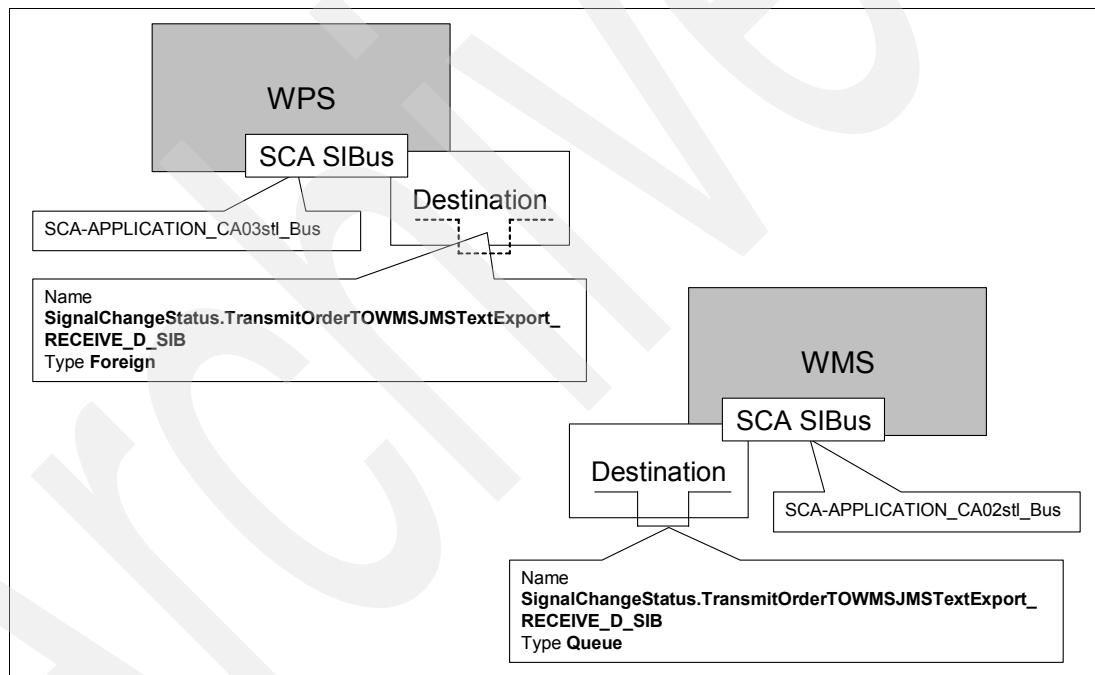 WPS
SCA SIBus
Destination
SCA-APPLICATION_CA03stl_Bus
Name
SignalChangeStatus.TransmitOrderTOWMSJMSTextExport_
RECEIVE_D_SIB
Type Foreign
WMS
SCA SIBus
Destination
SCA-APPLICATION_CA02stl_Bus
Name
SignalChangeStatus.TransmitOrderTOWMSJMSTextExport_
RECEIVE_D_SIB
Type Queue